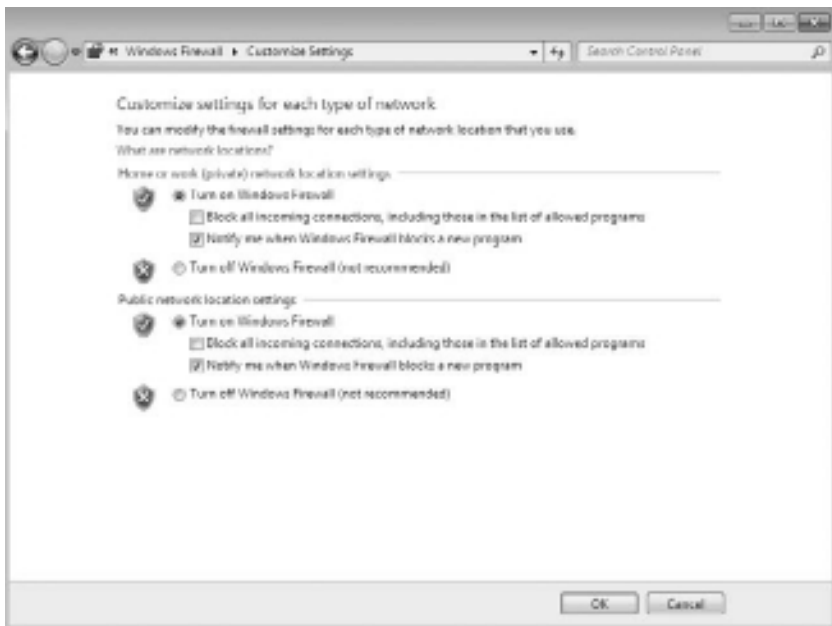 Windows Firewall ▸ Customize Settings
Search Control Panel
Customize settings for each type of network
You can modify the firewall settings for each type of network location that you use.
What are network locations?
Home or work (private) network location settings
Turn on Windows Firewall
Block all incoming connections, including those in the list of allowed programs
Notify me when Windows Firewall blocks a new program
Turn off Windows Firewall (not recommended)
Public network location settings
Turn on Windows Firewall
Block all incoming connections, including those in the list of allowed programs
Notify me when Windows Firewall blocks a new program
Turn off Windows Firewall (not recommended)
OK
Cancel